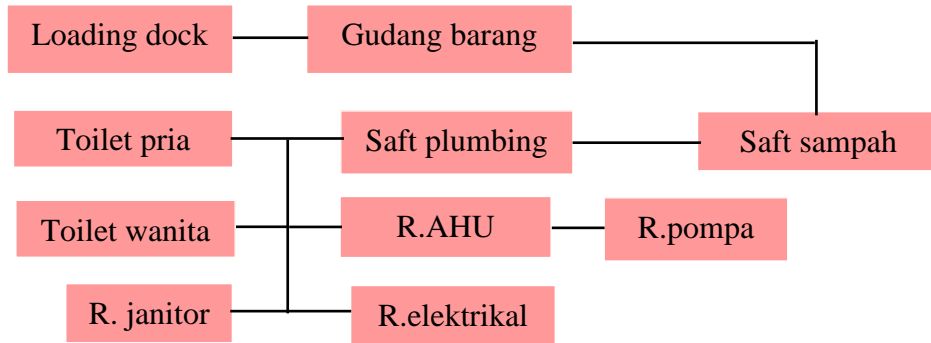 Loading dock
Gudang barang
Toilet pria
Saft plumbing
Saft sampah
Toilet wanita
R.AHU
R.pompa
R. janitor
R.elektrikal